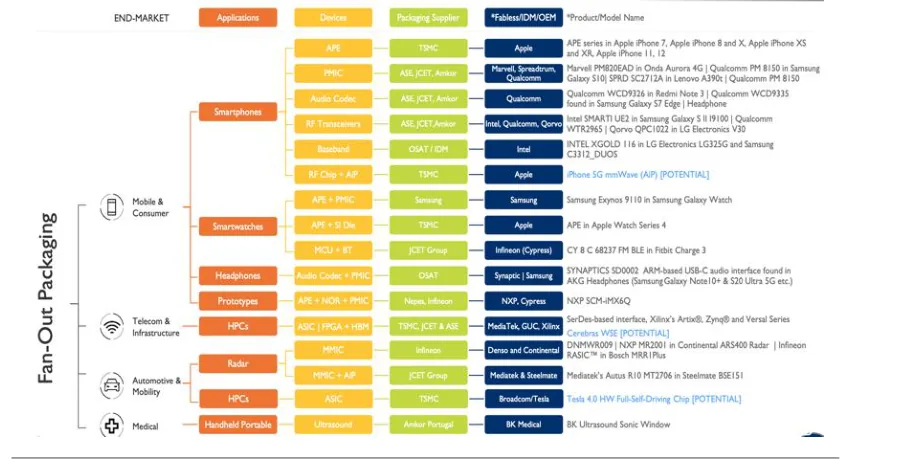 END-MARKET Applications Devices Packaging Supplier *Fabless/IDM/OEM *Product/Model Name
Fan-Out Packaging
Mobile &
Consumer
Smartphones
APE TSMC Apple APE series in Apple iPhone 7, Apple iPhone 8 and X, Apple iPhone XS
and XR, Apple iPhone 11, 12
PMIC ASE, JCET, Amkor Marvell, Spreadtrum,
Qualcomm
Marvell PM820EAD in Onda Aurora 4G | Qualcomm PM 8150 in Samsung
Galaxy S10| SPRD SC2712A in Lenovo A390t | Qualcomm PM 8150
Audio Codec ASE, JCET, Amkor Qualcomm Qualcomm WCD9326 in Redmi Note 3 | Qualcomm WCD9335
found in Samsung Galaxy S7 Edge | Headphone
RF Transceivers ASE, JCET,Amkor Intel, Qualcomm, Qorvo Intel SMARTI UE2 in Samsung Galaxy S II I9100 | Qualcomm
WTR2965 | Qorvo QPC1022 in LG Electronics V30
Baseband OSAT / IDM Intel INTEL XGOLD 116 in LG Electronics LG325G and Samsung
C3312_DUOS
RF Chip + AiP TSMC Apple iPhone 5G mmWave (AiP) [POTENTIAL]
Smartwatches
APE + PMIC Samsung Samsung Samsung Exynos 9110 in Samsung Galaxy Watch
APE + SI Die TSMC Apple APE in Apple Watch Series 4
MCU + BT JCET Group Infineon (Cypress) CY 8 C 68237 FM BLE in Fitbit Charge 3
Headphones Audio Codec + PMIC OSAT Synaptic | Samsung SYNAPTICS SD0002 ARM-based USB-C audio interface found in
AKG Headphones (Samsung Galaxy Note10+ & S20 Ultra 5G etc.)
Prototypes APE + NOR + PMIC Nepes, Infineon NXP, Cypress NXP SCM-iMX6Q
Telecom &
Infrastructure
HPCs ASIC | FPGA + HBM TSMC, JCET & ASE MediaTek, GUC, Xilinx SerDes-based interface, Xilinx's Artix®, Zynq® and Versal Series
Cerebras WSE [POTENTIAL]
Automotive &
Mobility
Radar
MMIC Infineon Denso and Continental DNMWR009 | NXP MR2001 in Continental ARS400 Radar | Infineon
RASIC™ in Bosch MRR1Plus
MMIC + AiP JCET Group Mediatek & Steelmate Mediatek's Autus R10 MT2706 in Steelmate BSE151
HPCs ASIC TSMC Broadcom/Tesla Tesla 4.0 HW Full-Self-Driving Chip [POTENTIAL]
Medical Handheld Portable Ultrasound Amkor Portugal BK Medical BK Ultrasound Sonic Window